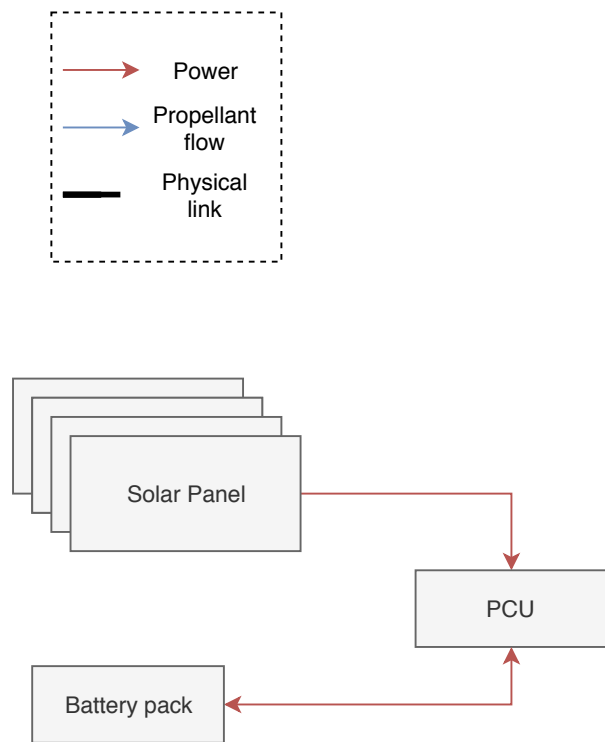 Power
Propellant
flow
Physical
link
Solar Panel
PCU
Battery pack